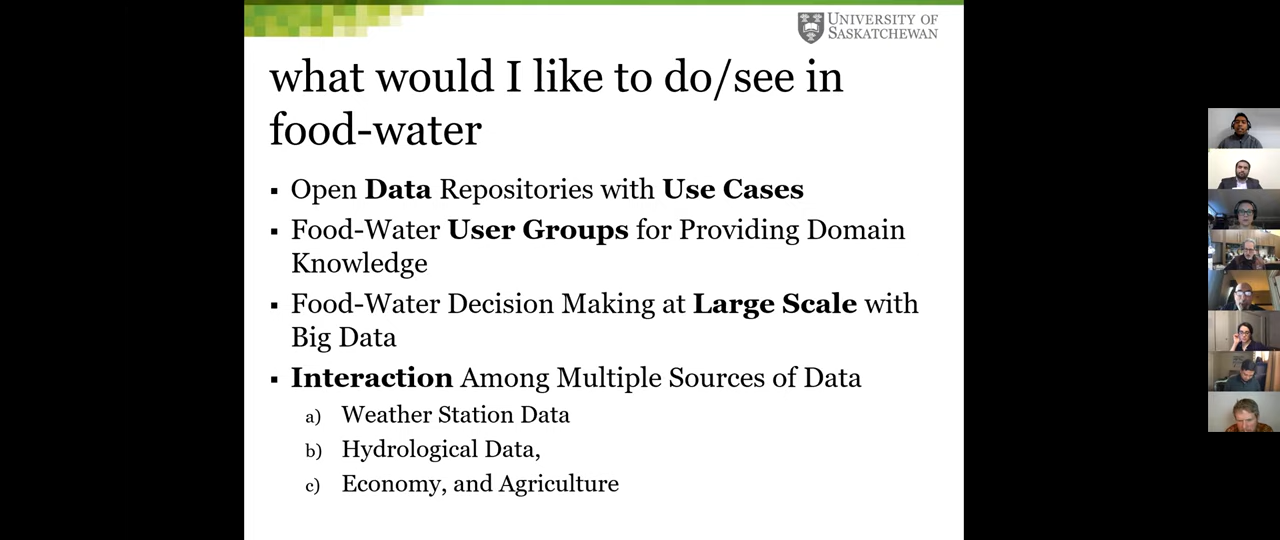 UNIVERSITY OF
SASKATCHEWAN
what would I like to do/see in
food-water
▪ Open Data Repositories with Use Cases
▪ Food-Water User Groups for Providing Domain
Knowledge
▪ Food-Water Decision Making at Large Scale with
Big Data
▪ Interaction Among Multiple Sources of Data
a) Weather Station Data
b) Hydrological Data,
c) Economy, and Agriculture